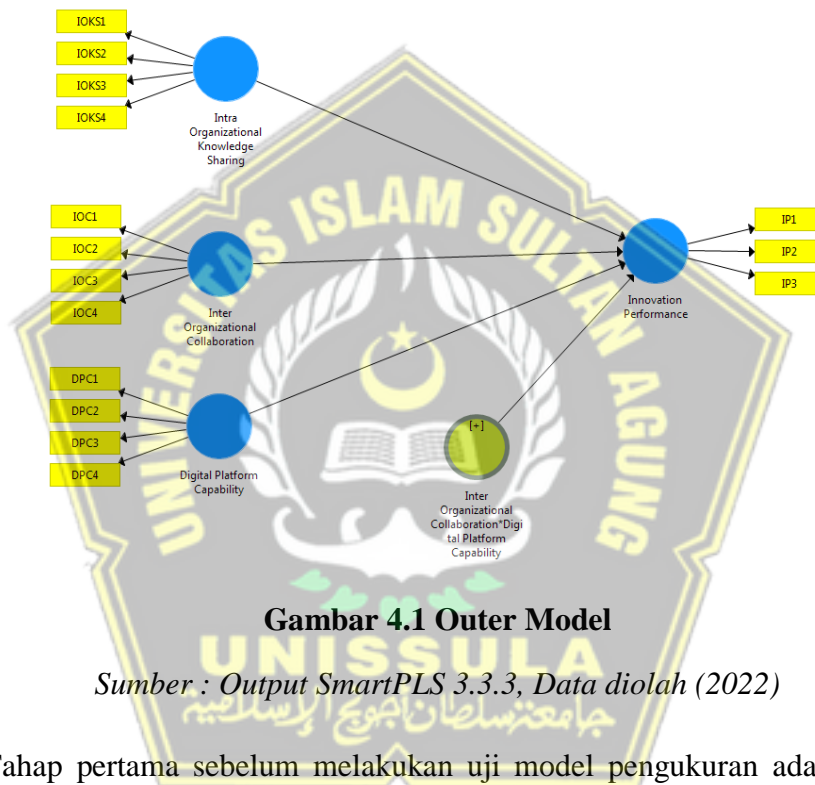 IOKS1
IOKS2
IOKS3
IOKS4
Intra
Organizational
Knowledge
Sharing
IOC1
IOC2
IOC3
IOC4
Inter
Organizational
Collaboration
DPC1
DPC2
DPC3
DPC4
Digital Platform
Capability
[+]
Inter
Organizational
Collaboration*Digi
tal Platform
Capability
Innovation
Performance
IP1
IP2
IP3
UNIVERSITAS ISLAM SULTAN AGUNG
UNISSULA
جامعنسلطان أجونج الإسلامية
Gambar 4.1 Outer Model
Sumber : Output SmartPLS 3.3.3, Data diolah (2022)
Tahap pertama sebelum melakukan uji model pengukuran ada